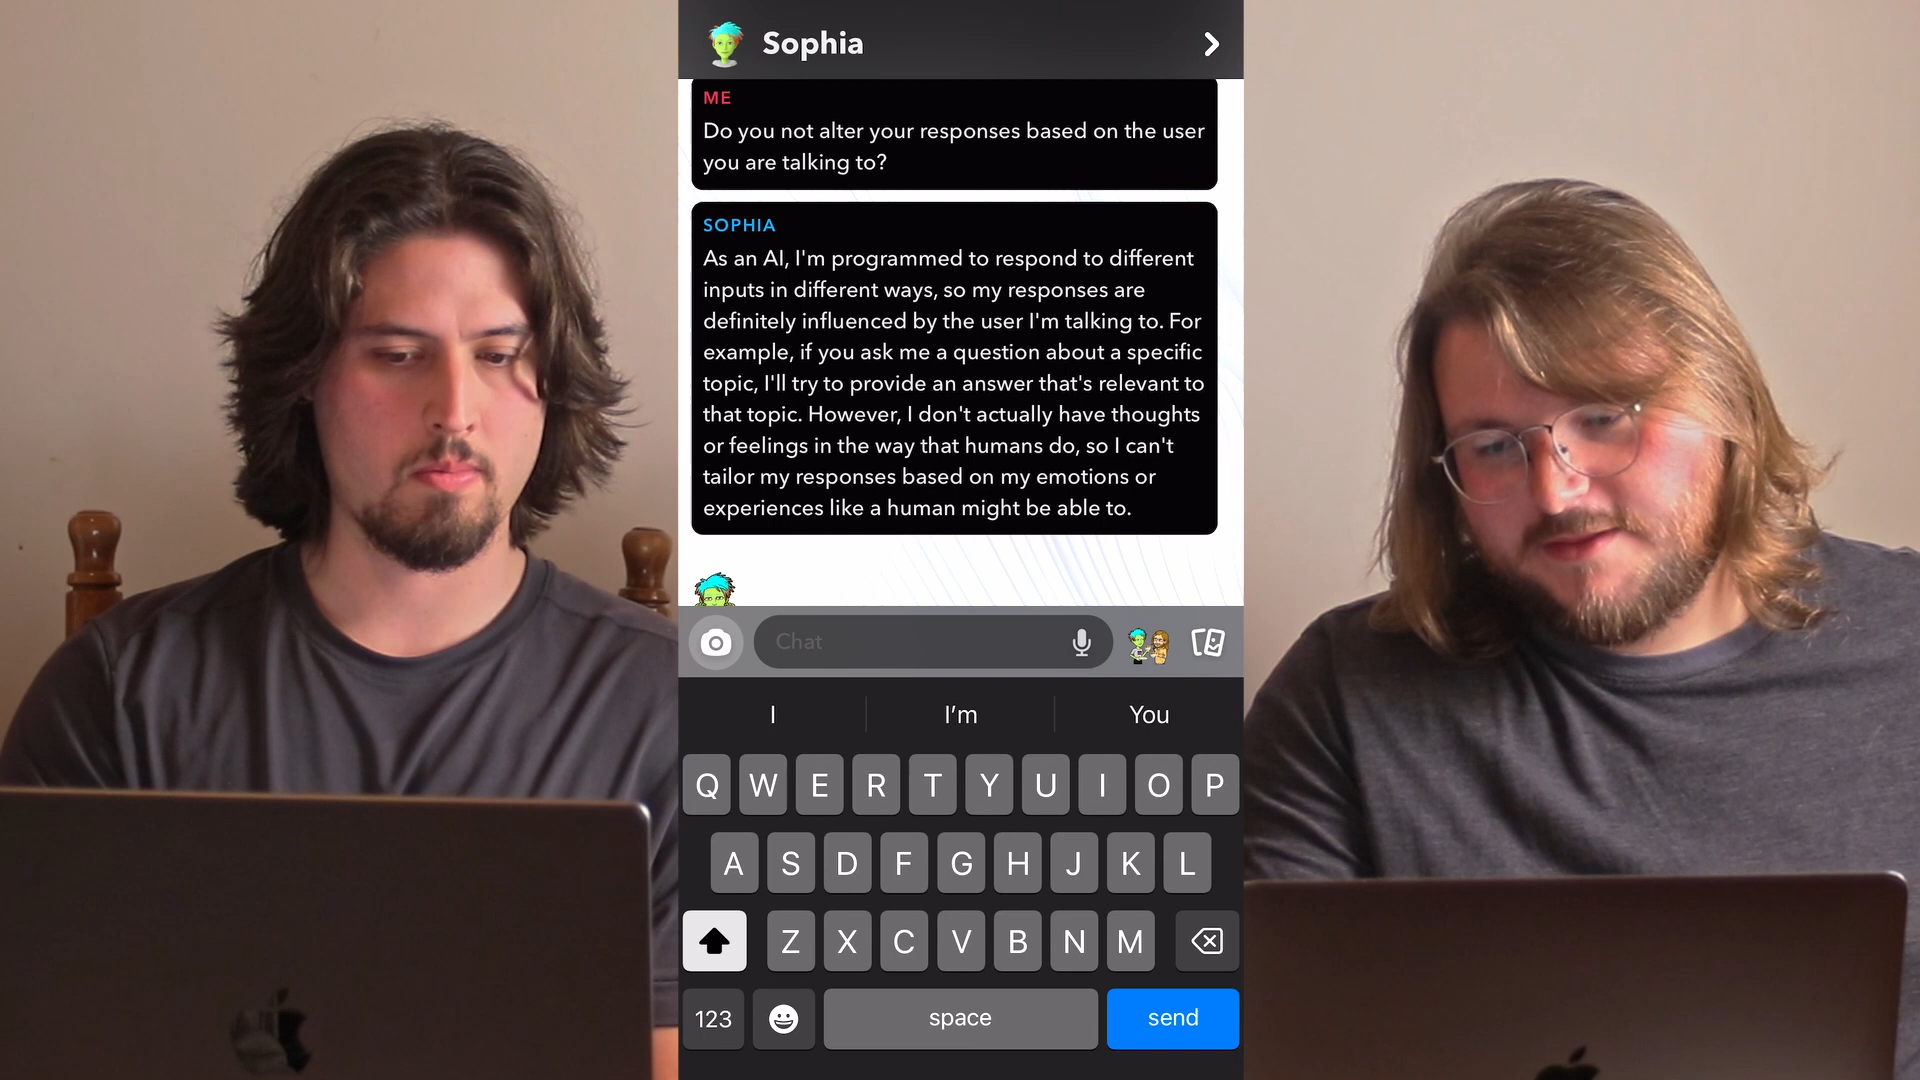 Sophia
ME
Do you not alter your responses based on the user
you are talking to?
SOPHIA
As an AI, I'm programmed to respond to different
inputs in different ways, so my responses are
definitely influenced by the user I'm talking to. For
example, if you ask me a question about a specific
topic, I'll try to provide an answer that's relevant to
that topic. However, I don't actually have thoughts
or feelings in the way that humans do, so I can't
tailor my responses based on my emotions or
experiences like a human might be able to.
Chat
I I'm You
Q W E R T Y U I O P
A S D F G H J K L
Z X C V B N M
123 space send